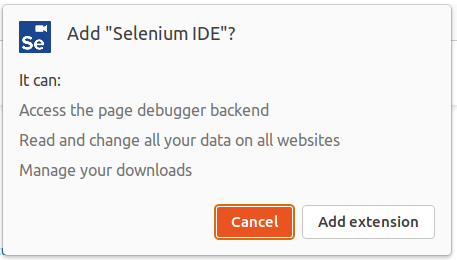 Se
Add "Selenium IDE"?
It can:
Access the page debugger backend
Read and change all your data on all websites
Manage your downloads
Cancel
Add extension